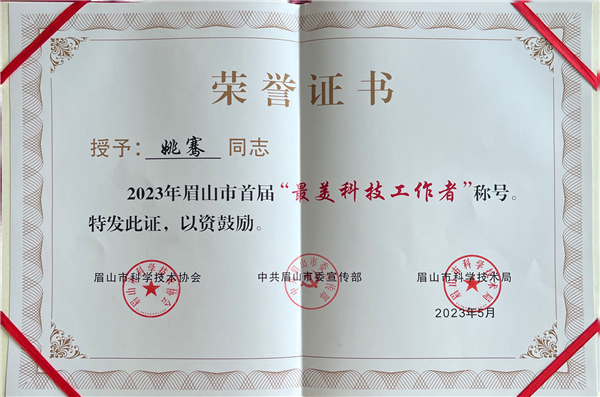 荣誉证书
授予：姚骞 同志
2023年眉山市首届“最美科技工作者”称号。
特发此证，以资鼓励。
眉山市科学技术协会 中共眉山市委宣传部 眉山市科学技术局
2023年5月